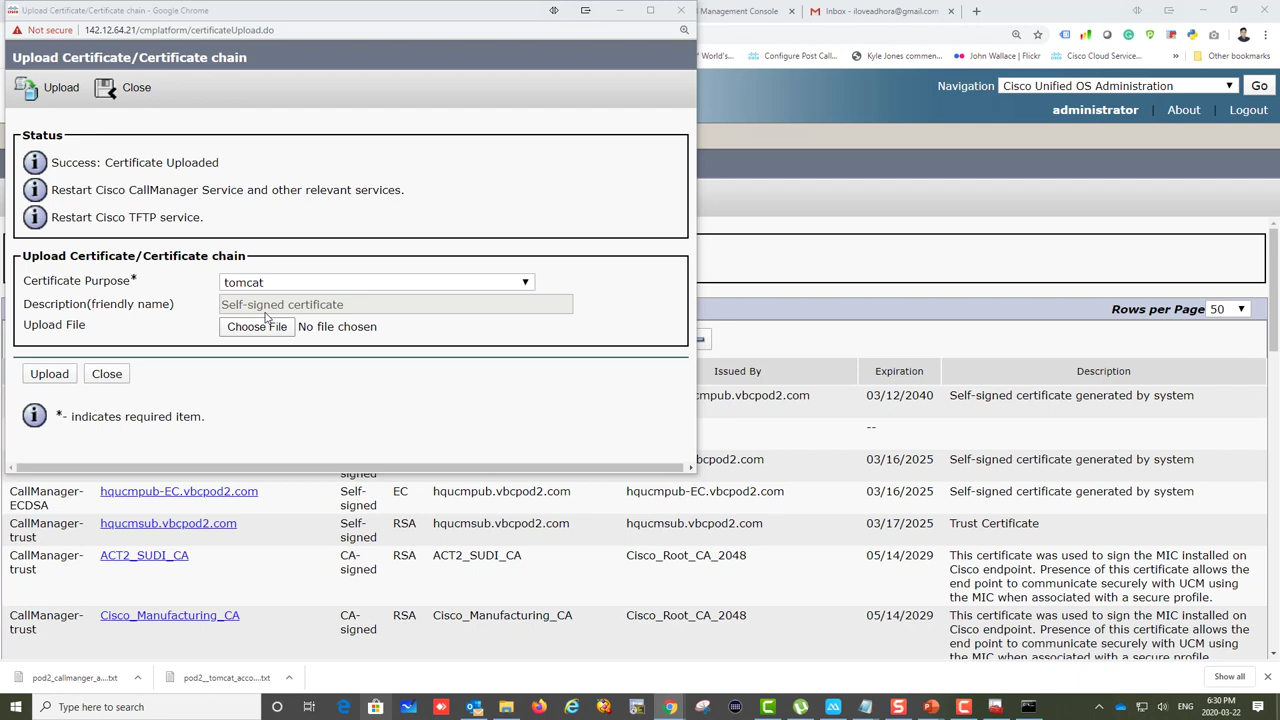 Upload Certificate/Certificate chain - Google Chrome
Management Console
Inbox - iloveadhora@gmail.com
Not secure 142.12.64.21/cmplatform/certificateUpload.do
World's...
Configure Post Call...
Kyle Jones commen...
John Wallace | Flickr
Cisco Cloud Service...
Other bookmarks
Upload Certificate/Certificate chain
Navigation Cisco Unified OS Administration Go
Upload Close
administrator About Logout
Status
Success: Certificate Uploaded
Restart Cisco CallManager Service and other relevant services.
Restart Cisco TFTP service.
Upload Certificate/Certificate chain
Certificate Purpose* tomcat
Description(friendly name) Self-signed certificate
Upload File Choose File No file chosen
Rows per Page 50
Upload Close
*- indicates required item.
Issued By Expiration Description
mpub.vbcpod2.com 03/12/2040 Self-signed certificate generated by system
--
cmpub.vbcpod2.com 03/16/2025 Self-signed certificate generated by system
signed
CallManager-ECDSA hqucmpub-EC.vbcpod2.com Self-signed EC hqucmpub.vbcpod2.com hqucmpub-EC.vbcpod2.com 03/16/2025 Self-signed certificate generated by system
CallManager-trust hqucmsub.vbcpod2.com Self-signed RSA hqucmsub.vbcpod2.com hqucmsub.vbcpod2.com 03/17/2025 Trust Certificate
CallManager-trust ACT2_SUDI_CA CA-signed RSA ACT2_SUDI_CA Cisco_Root_CA_2048 05/14/2029 This certificate was used to sign the MIC installed on
Cisco endpoint. Presence of this certificate allows the
end point to communicate securely with UCM using
the MIC when associated with a secure profile.
CallManager-trust Cisco_Manufacturing_CA CA-signed RSA Cisco_Manufacturing_CA Cisco_Root_CA_2048 05/14/2029 This certificate was used to sign the MIC installed on
Cisco endpoint. Presence of this certificate allows the
end point to communicate securely with UCM using
pod2_callmanger_a....txt
pod2__tomcat_acco....txt
Show all
Type here to search
ENG
6:30 PM
2020-03-22